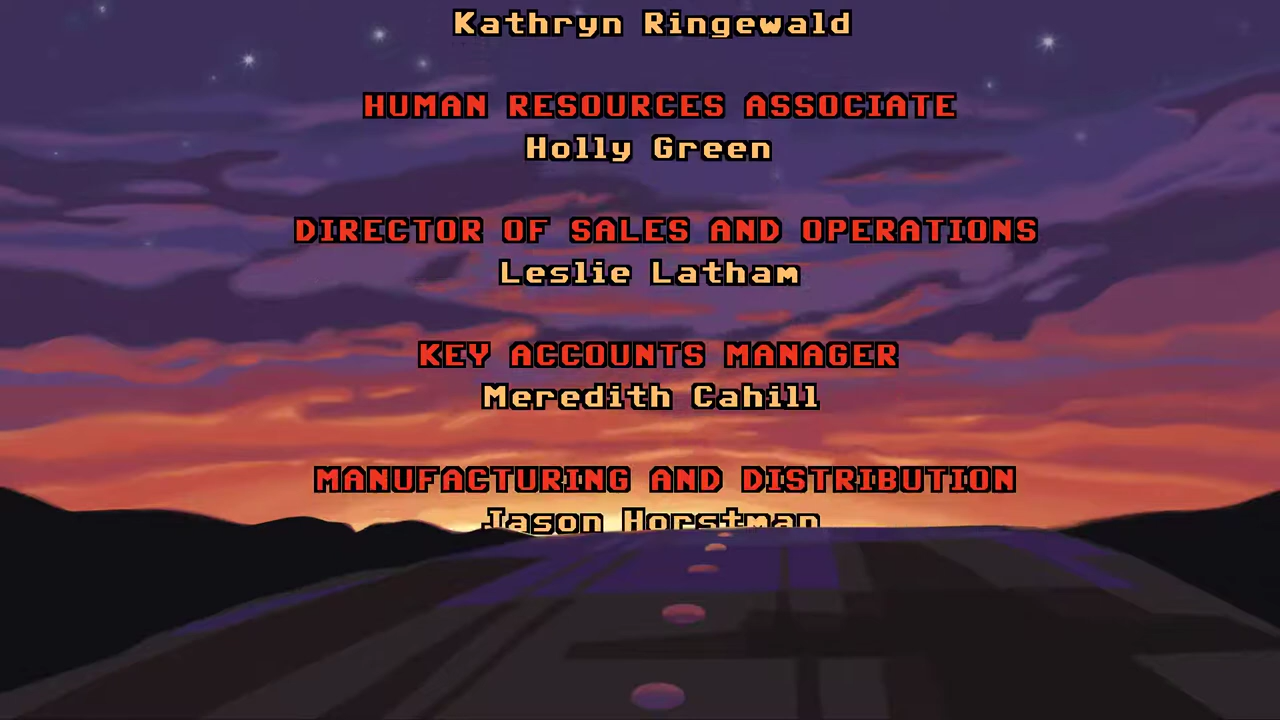 Kathryn Ringewald
HUMAN RESOURCES ASSOCIATE
Holly Green
DIRECTOR OF SALES AND OPERATIONS
Leslie Latham
KEY ACCOUNTS MANAGER
Meredith Cahill
MANUFACTURING AND DISTRIBUTION
Jason Horstman